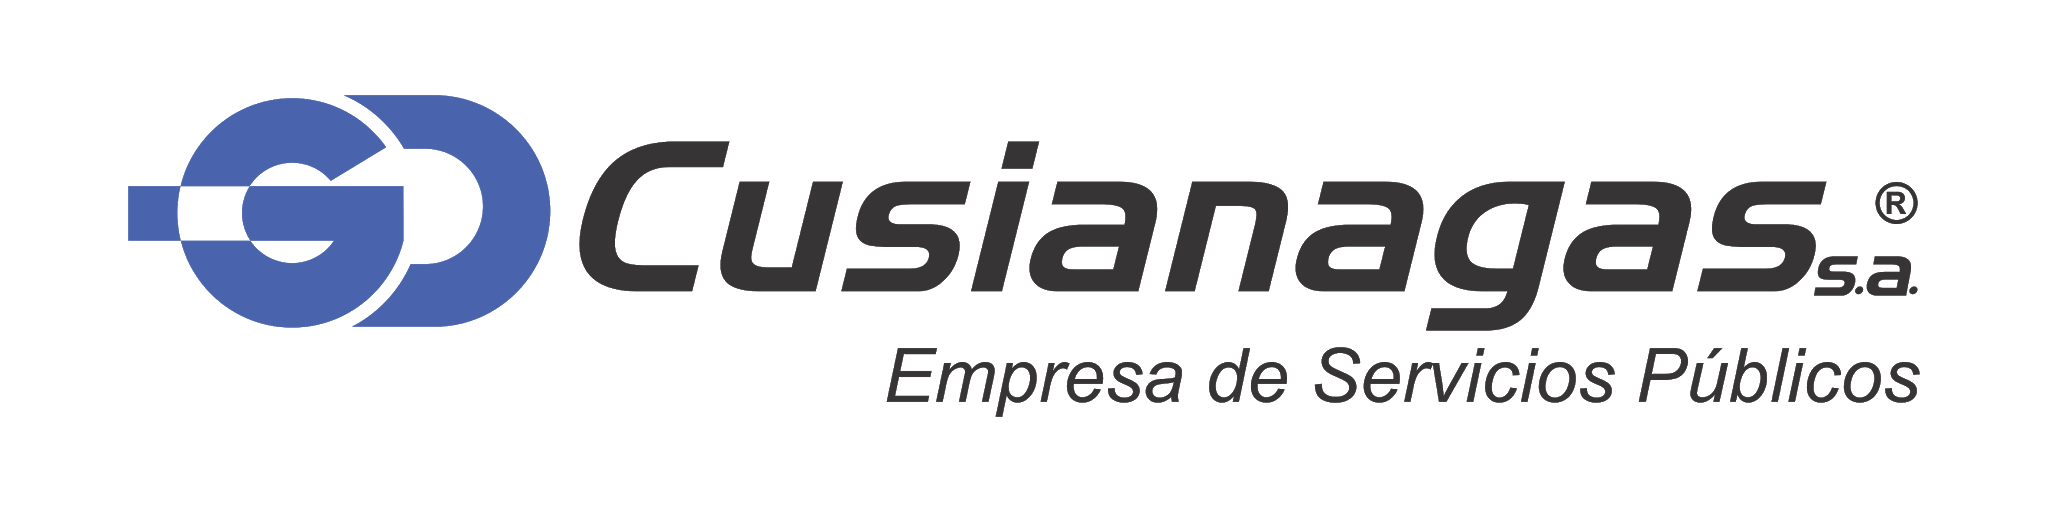 Cusianagas s.a.®
Empresa de Servicios Públicos